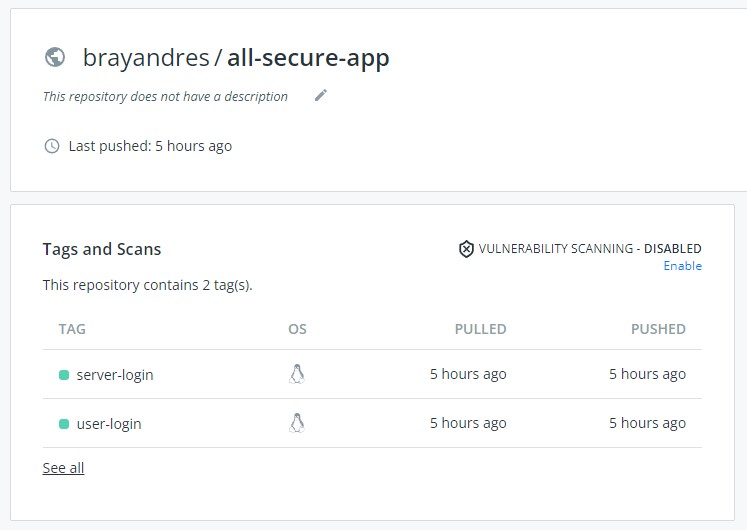 brayandres / all-secure-app
This repository does not have a description
Last pushed: 5 hours ago
Tags and Scans
VULNERABILITY SCANNING - DISABLED
Enable
This repository contains 2 tag(s).
TAG OS PULLED PUSHED
server-login 5 hours ago 5 hours ago
user-login 5 hours ago 5 hours ago
See all